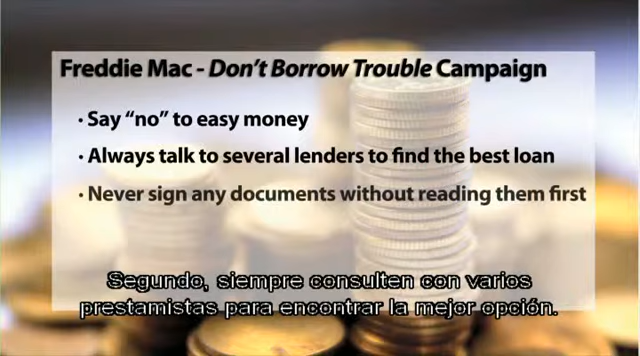 Freddie Mac - Don't Borrow Trouble Campaign
• Say "no" to easy money
• Always talk to several lenders to find the best loan
• Never sign any documents without reading them first
Segundo, siempre consulten con varios
prestamistas para encontrar la mejor opción.